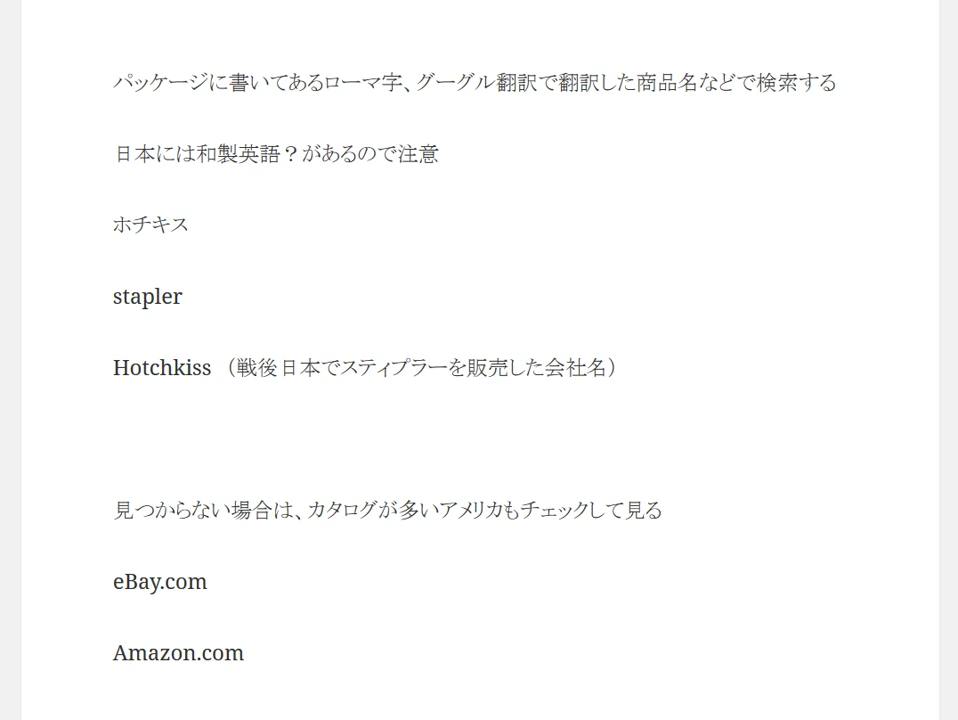 パッケージに書いてあるローマ字、グーグル翻訳で翻訳した商品名などで検索する
日本には和製英語？があるので注意
ホチキス
stapler
Hotchkiss （戦後日本でスティプラーを販売した会社名）
見つからない場合は、カタログが多いアメリカもチェックして見る
eBay.com
Amazon.com